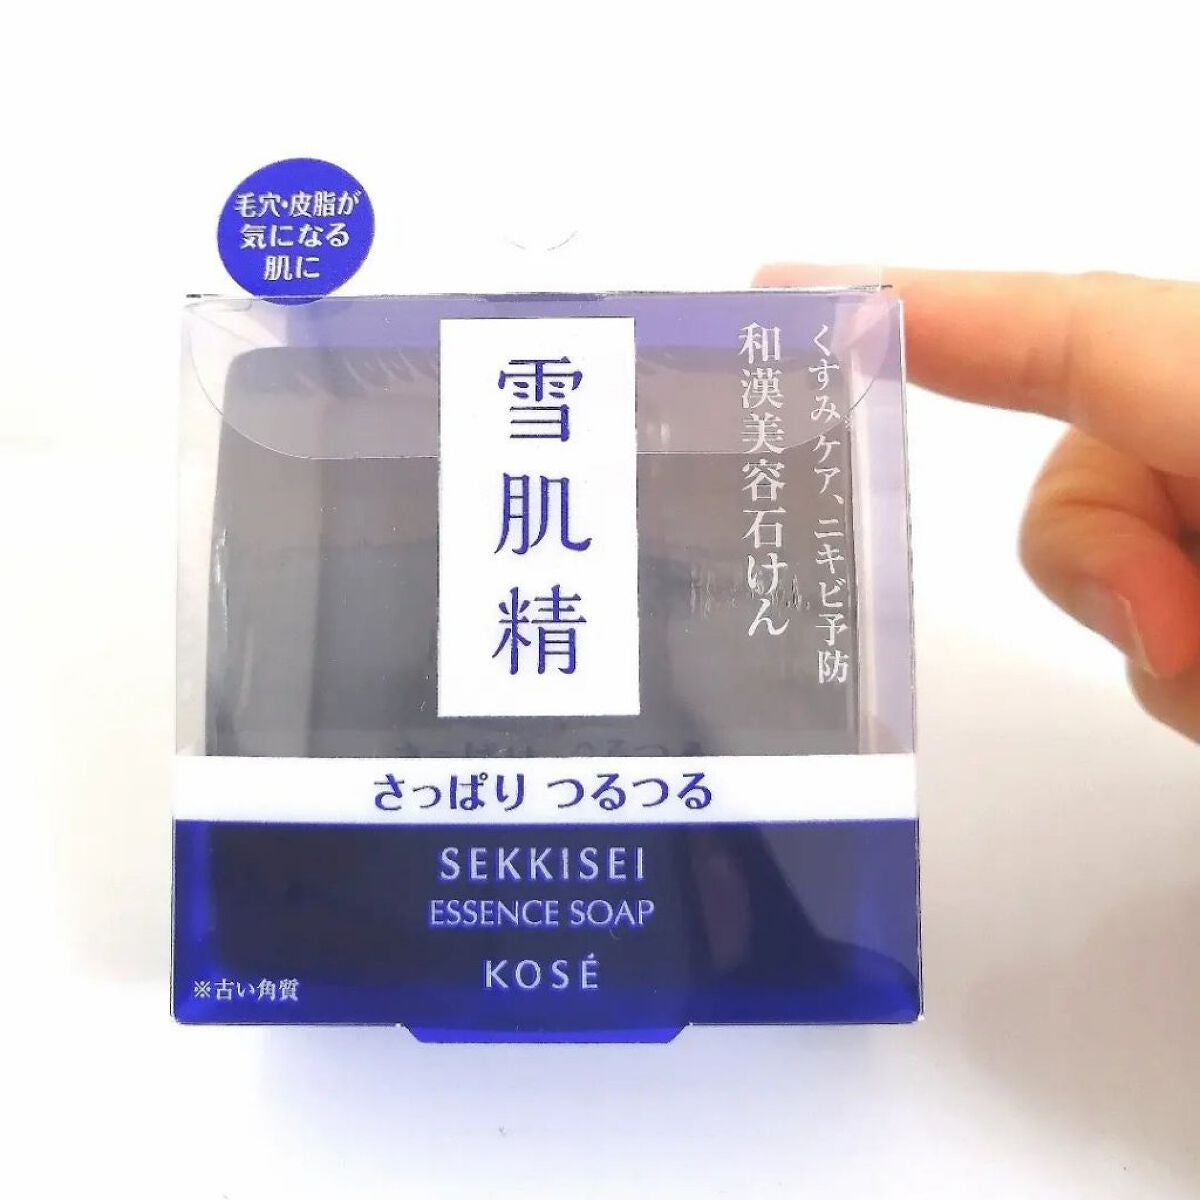 毛穴・皮脂が
気になる
肌に
くすみケア、ニキビ予防
和漢美容石けん
雪肌精
さっぱり つるつる
SEKKISEI
ESSENCE SOAP
KOSÉ
※古い角質